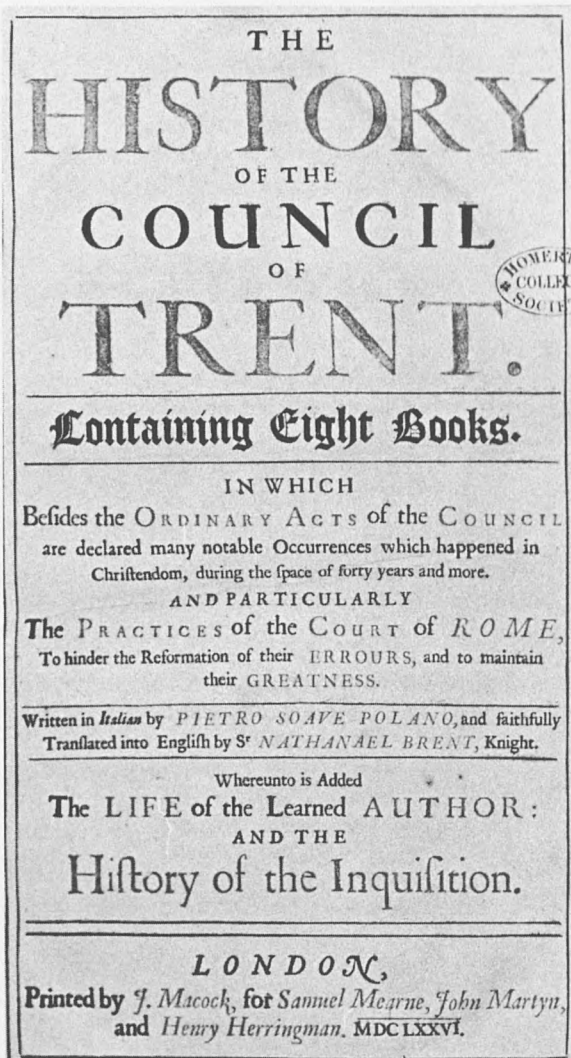 THE
HISTORY
OF THE
COUNCIL
OF
TRENT.
HOMERT
COLLE
SOCIE
Containing Eight Books.
IN WHICH
Beſides the ORDINARY ACTS of the COUNCIL
are declared many notable Occurrences which happened in
Chriſtendom, during the ſpace of forty years and more.
AND PARTICULARLY
The PRACTICES of the COURT of ROME,
To hinder the Reformation of their ERROURS, and to maintain
their GREATNESS.
Written in Italian by PIETRO SOAVE POLANO, and faithfully
Tranſlated into Engliſh by Sʳ NATHANAEL BRENT, Knight.
Whereunto is Added
The LIFE of the Learned AUTHOR:
AND THE
Hiſtory of the Inquiſition.
LONDON,
Printed by J. Macock, for Samuel Mearne, John Martyn,
and Henry Herringman. MDCLXXVI.